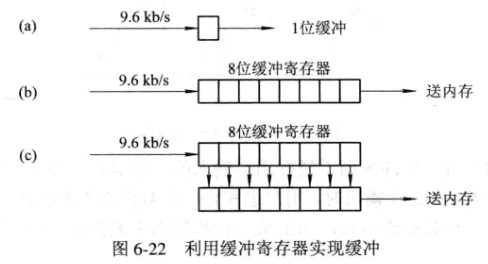 (a) 9.6 kb/s 1位缓冲
8位缓冲寄存器
(b) 9.6 kb/s 送内存
8位缓冲寄存器
(c) 9.6 kb/s
送内存
图 6-22 利用缓冲寄存器实现缓冲